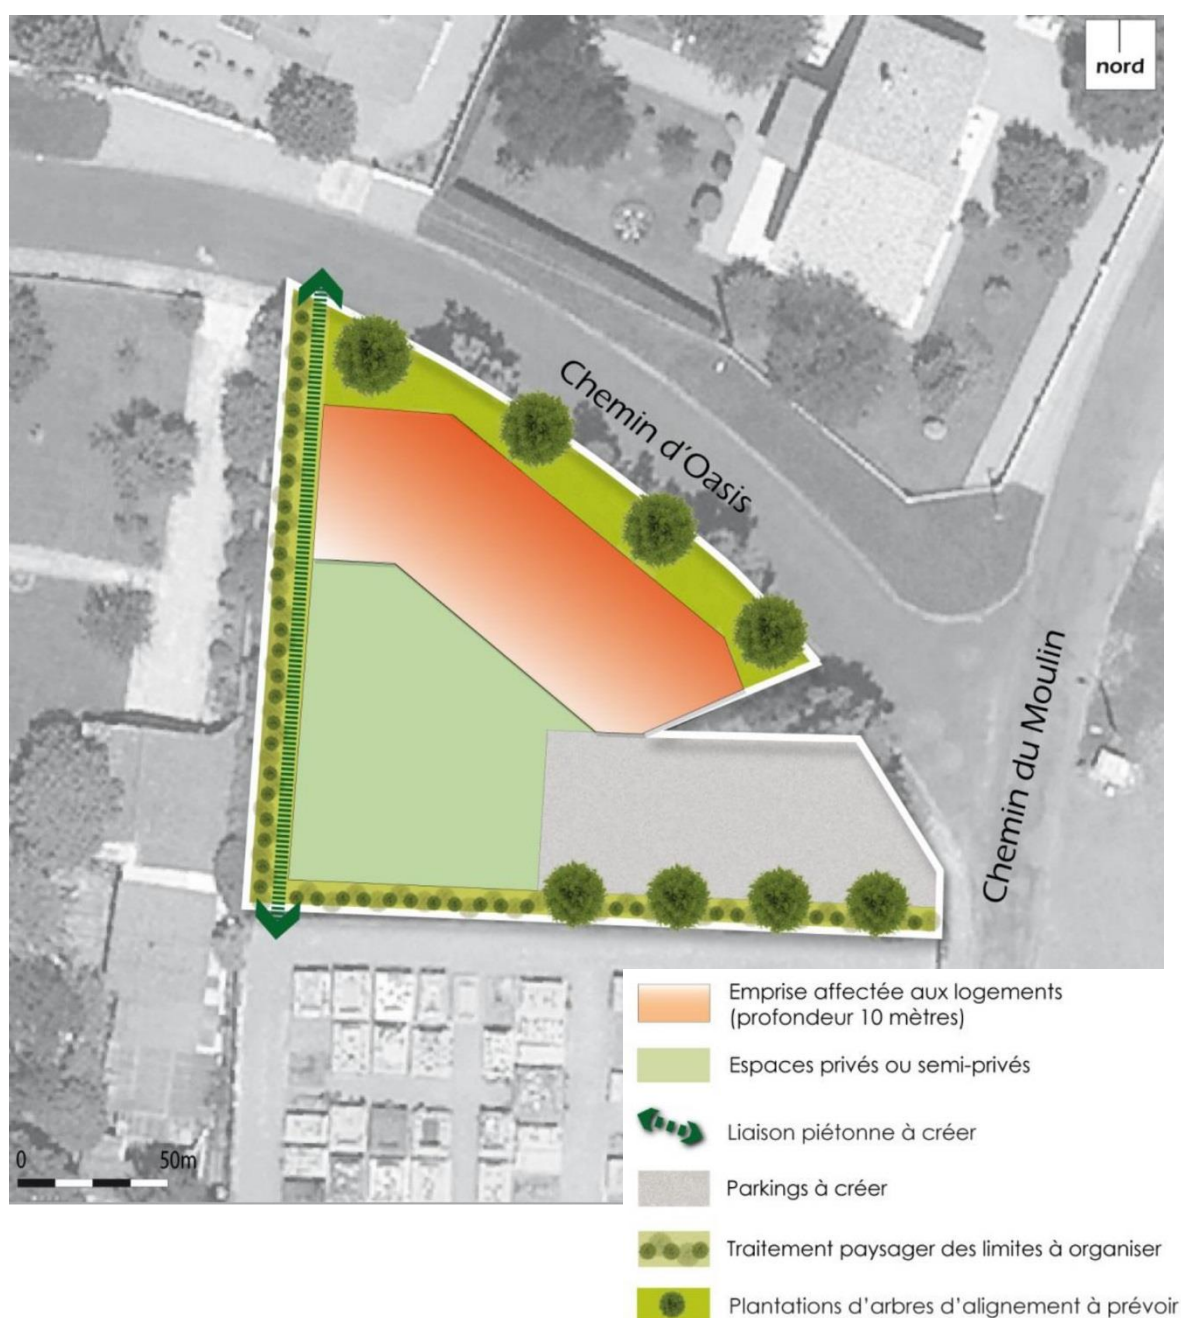 nord
Chemin d'Oasis
Chemin du Moulin
0 50m
Emprise affectée aux logements
(profondeur 10 mètres)
Espaces privés ou semi-privés
Liaison piétonne à créer
Parkings à créer
Traitement paysager des limites à organiser
Plantations d'arbres d'alignement à prévoir